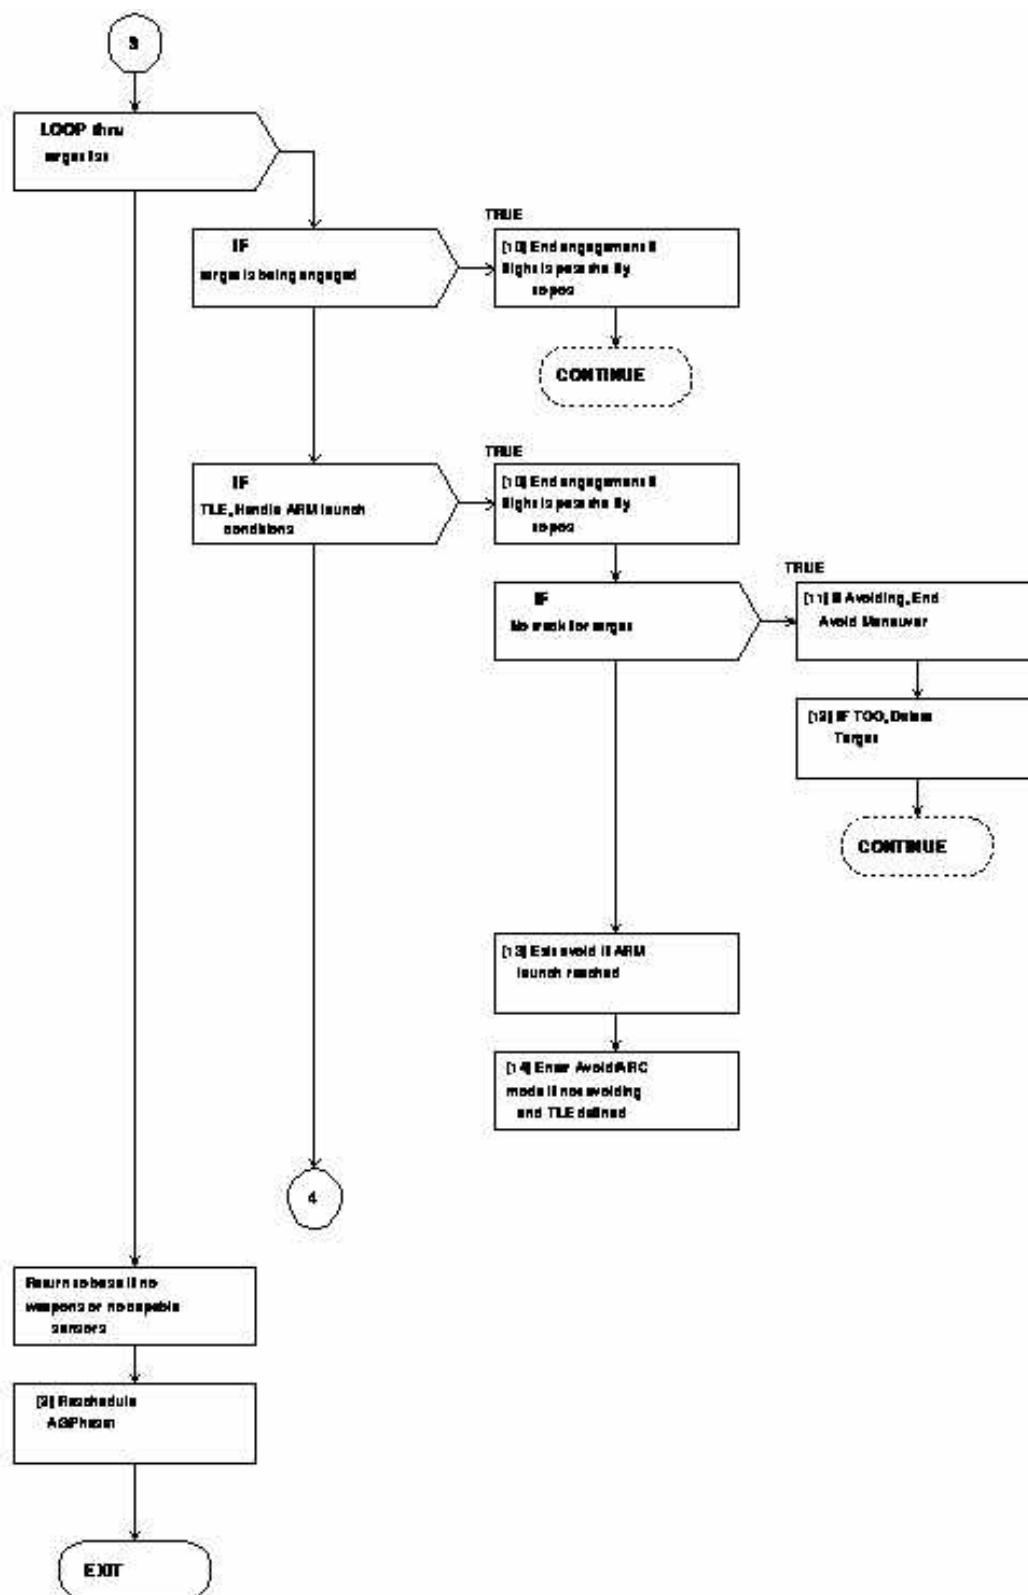 3
LOOP thru
target list
TRUE
IF
target is being engaged
[10] End engagement if
flight is past the fly
to pos
CONTINUE
TRUE
IF
TLE, Handle ARM launch
conditions
[10] End engagement if
flight is past the fly
to pos
TRUE
IF
No track for target
[11] If Avoiding, End
Avoid Maneuver
[12] IF TOO, Delete
Target
CONTINUE
[13] Exit avoid if ARM
launch reached
[14] Enter Avoid/ARC
mode if not avoiding
and TLE defined
4
Return to base if no
weapons or no capable
sensors
Reschedule
EXIT